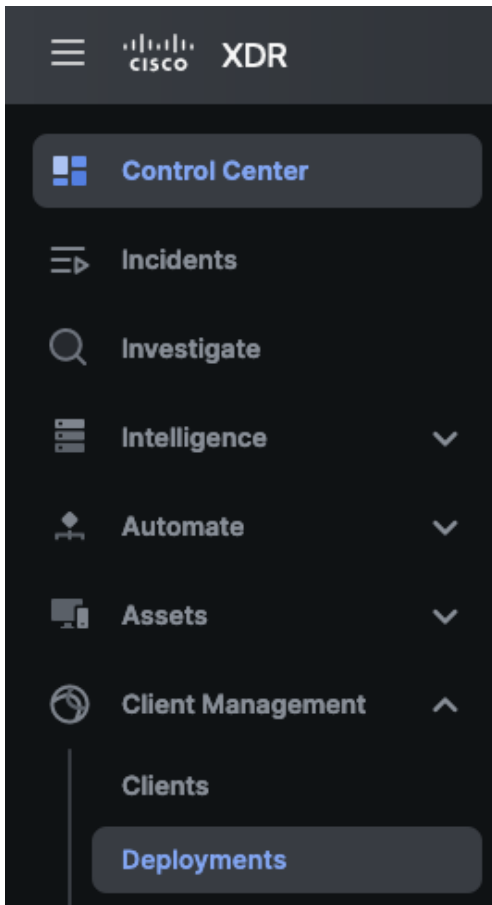 CISCO XDR
Control Center
Incidents
Investigate
Intelligence
Automate
Assets
Client Management
Clients
Deployments